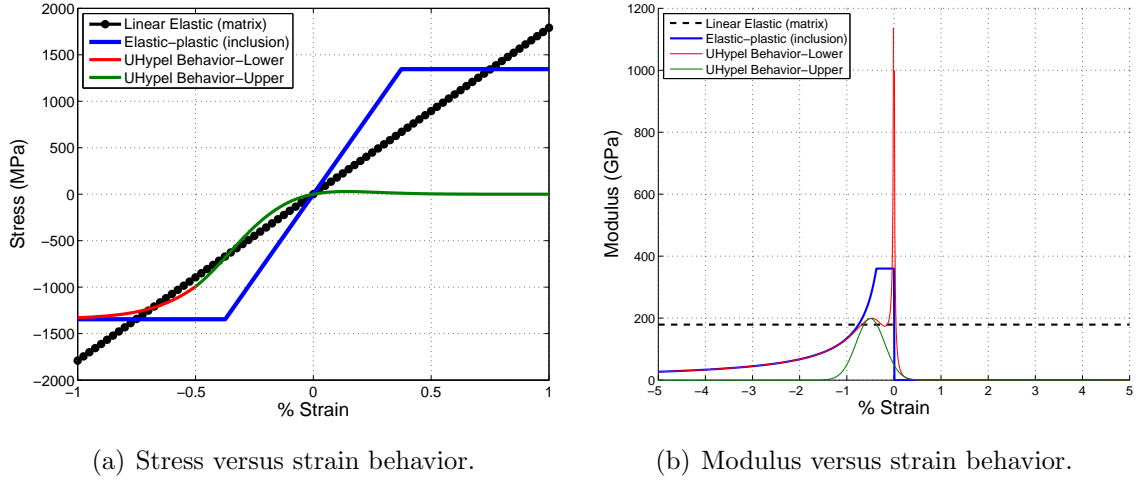 2000
1500
1000
500
0
−500
−1000
−1500
−2000
−1
−0.5
0
0.5
1
% Strain
Stress (MPa)
Linear Elastic (matrix)
Elastic−plastic (inclusion)
UHypel Behavior−Lower
UHypel Behavior−Upper
(a) Stress versus strain behavior.
1200
1000
800
600
400
200
0
−5
−4
−3
−2
−1
0
1
2
3
4
5
% Strain
Modulus (GPa)
Linear Elastic (matrix)
Elastic−plastic (inclusion)
UHypel Behavior−Lower
UHypel Behavior−Upper
(b) Modulus versus strain behavior.